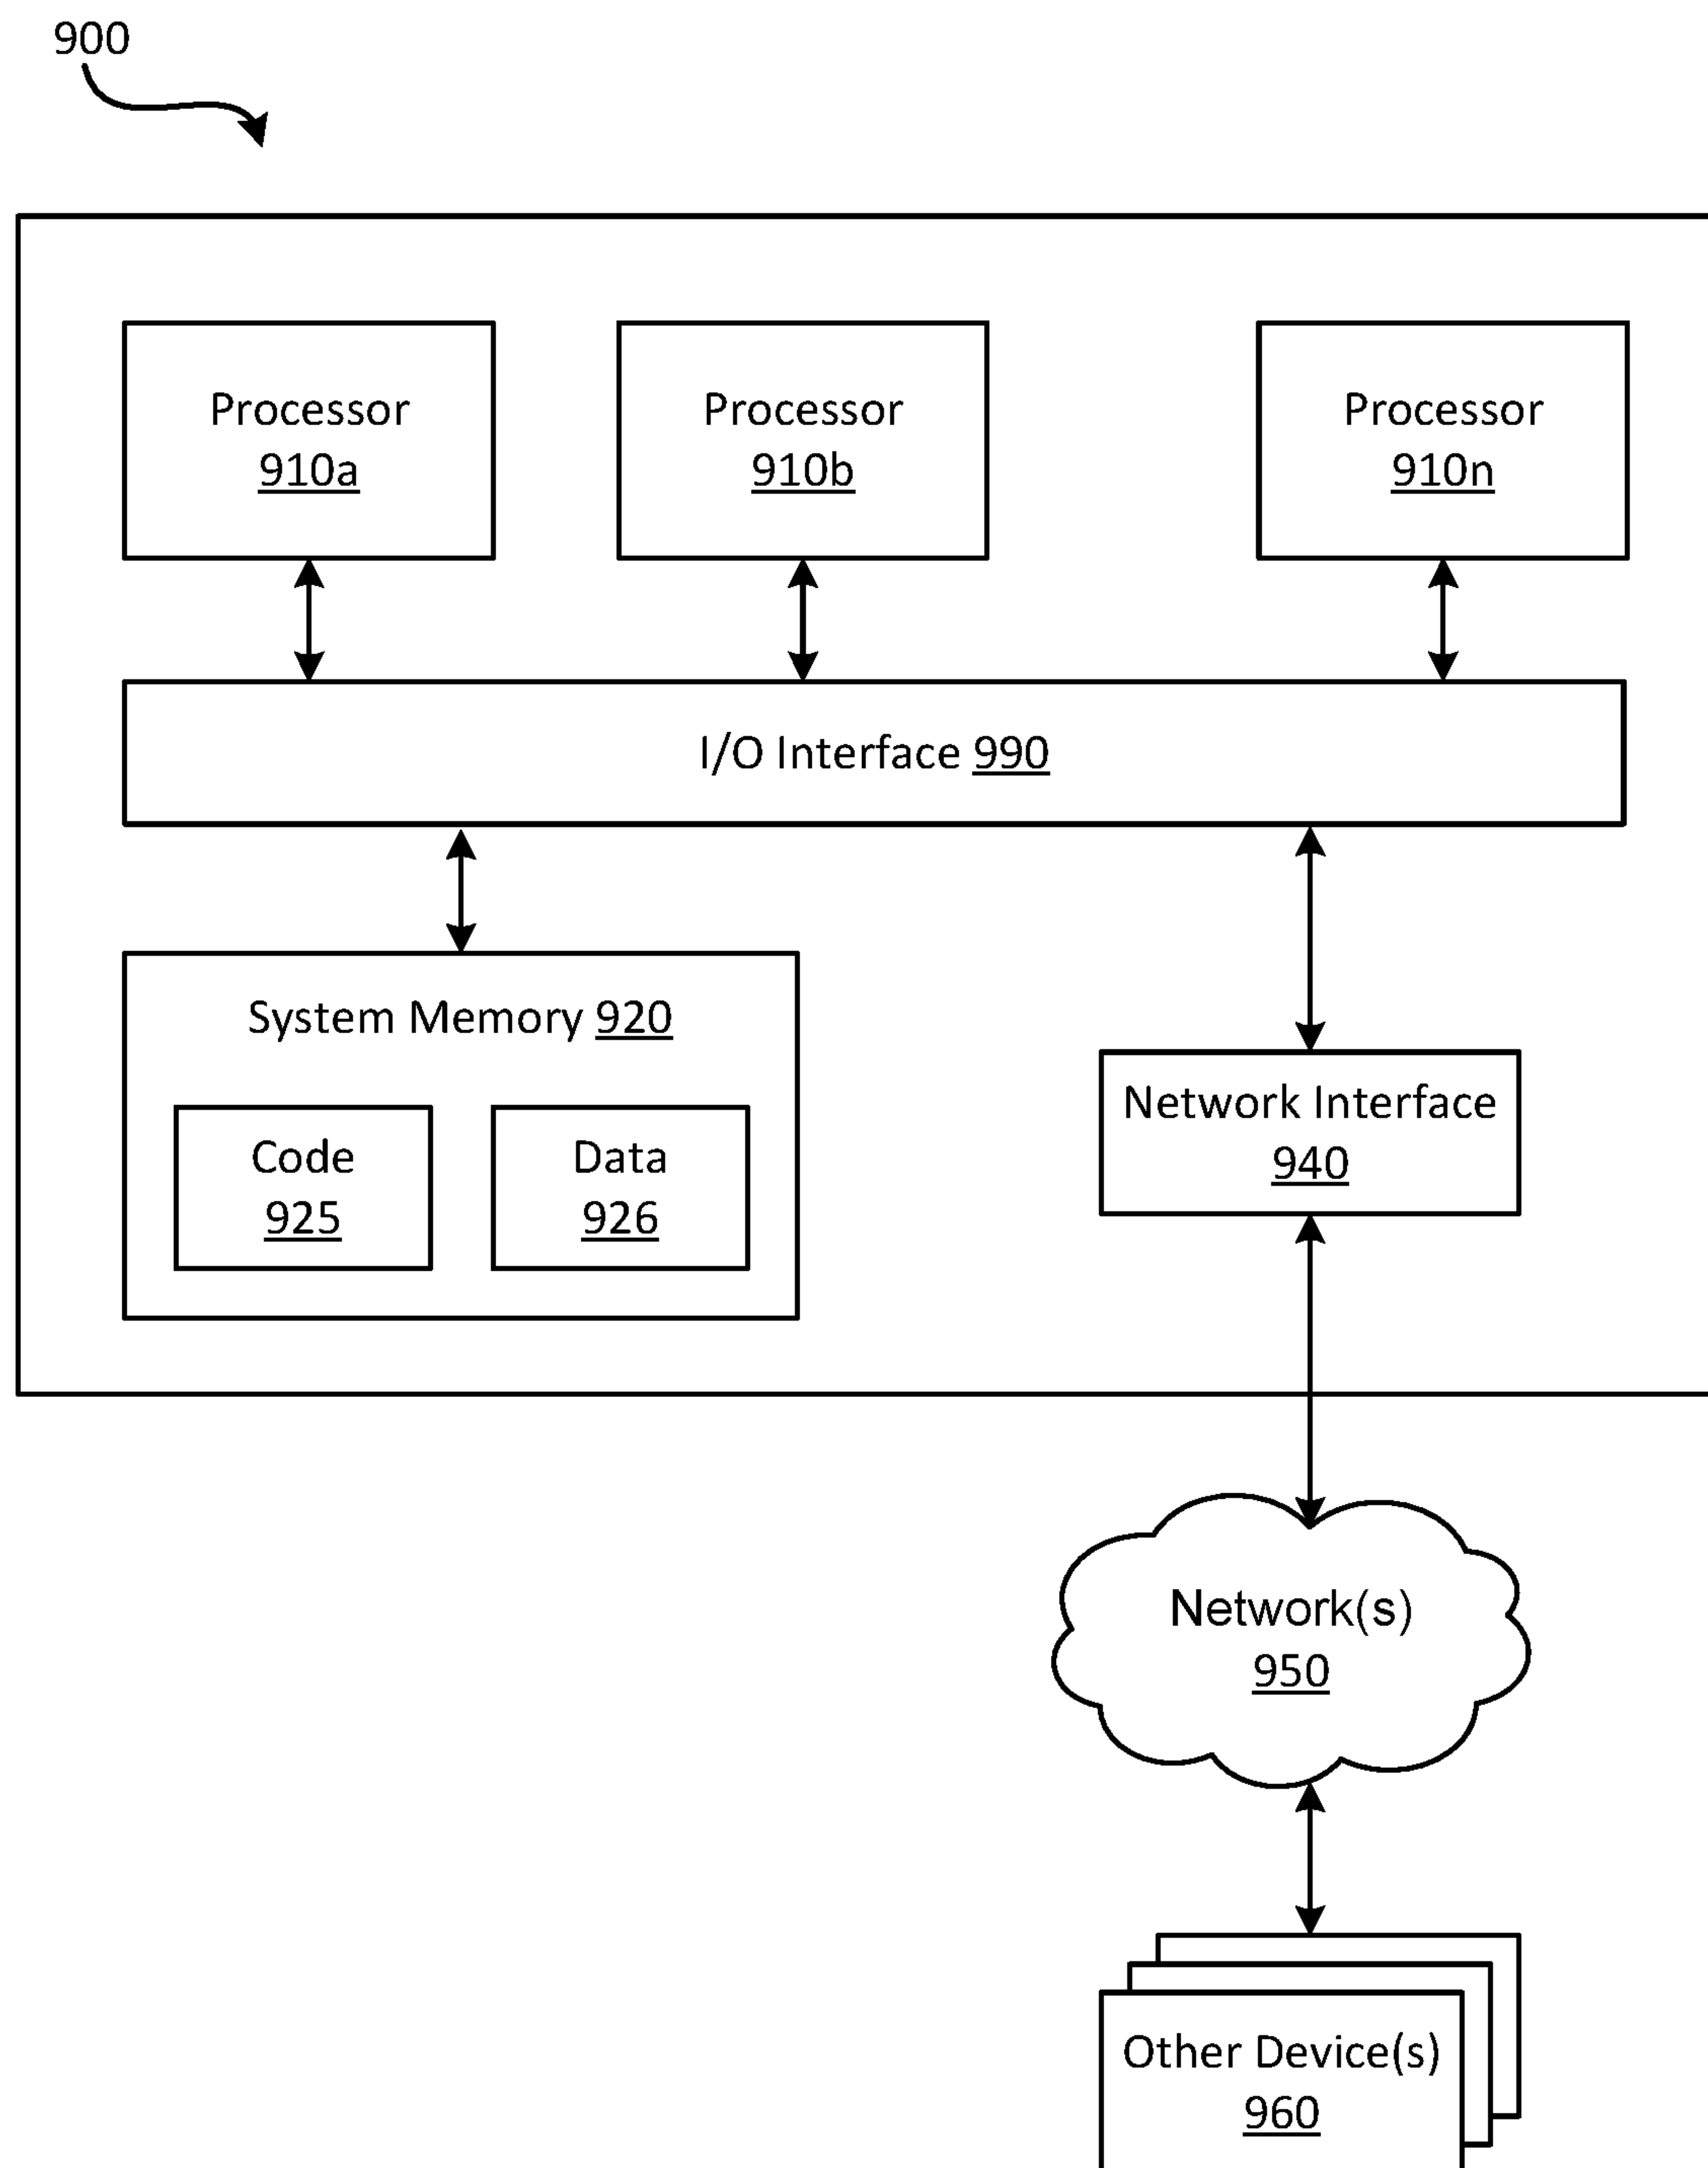 900
Processor
910a
Processor
910b
Processor
910n
I/O Interface 990
System Memory 920
Code
925
Data
926
Network Interface
940
Network(s)
950
Other Device(s)
960